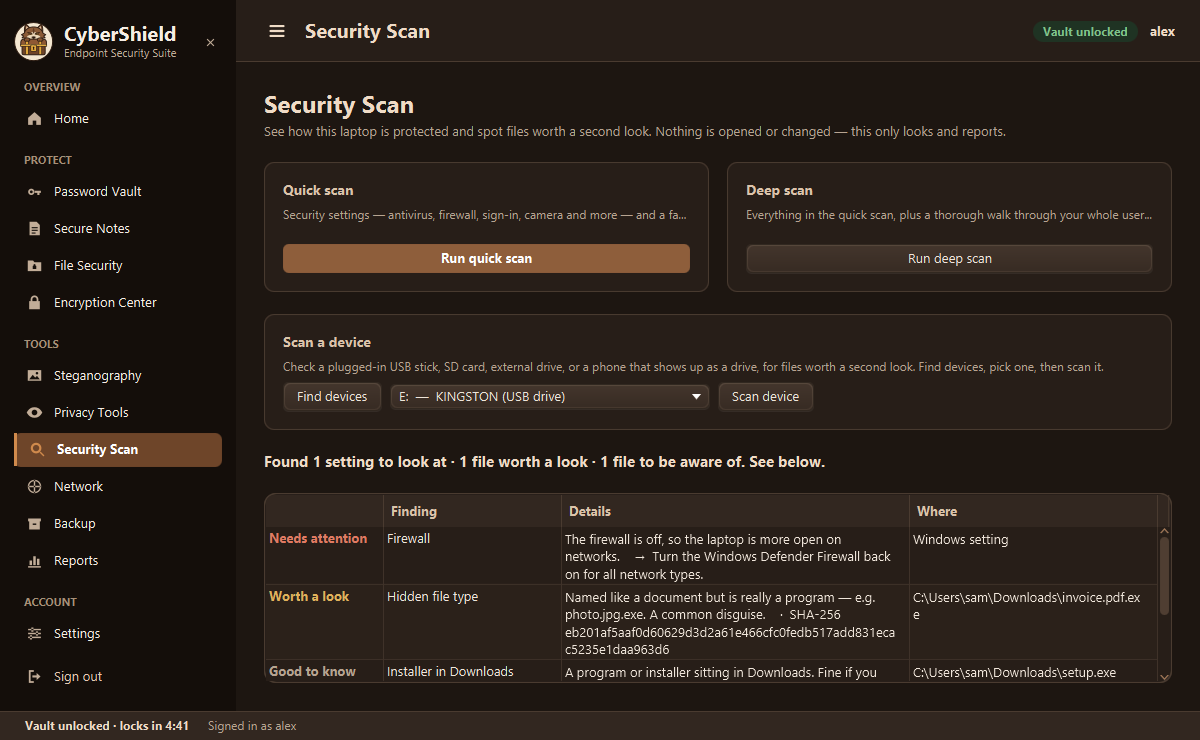 CyberShield
Endpoint Security Suite
×
OVERVIEW
Home
PROTECT
Password Vault
Secure Notes
File Security
Encryption Center
TOOLS
Steganography
Privacy Tools
Security Scan
Network
Backup
Reports
ACCOUNT
Settings
Sign out
Security Scan
Vault unlocked
alex
Security Scan
See how this laptop is protected and spot files worth a second look. Nothing is opened or changed — this only looks and reports.
Quick scan
Security settings — antivirus, firewall, sign-in, camera and more — and a fa...
Run quick scan
Deep scan
Everything in the quick scan, plus a thorough walk through your whole user...
Run deep scan
Scan a device
Check a plugged-in USB stick, SD card, external drive, or a phone that shows up as a drive, for files worth a second look. Find devices, pick one, then scan it.
Find devices
E: — KINGSTON (USB drive)
Scan device
Found 1 setting to look at · 1 file worth a look · 1 file to be aware of. See below.
Finding
Details
Where
Needs attention
Firewall
The firewall is off, so the laptop is more open on
networks. → Turn the Windows Defender Firewall back
on for all network types.
Windows setting
Worth a look
Hidden file type
Named like a document but is really a program — e.g.
photo.jpg.exe. A common disguise. · SHA-256
eb201af5aaf0d60629d3d2a61e466cfc0fedb517add831eca
c5235e1daa963d6
C:\Users\sam\Downloads\invoice.pdf.ex
e
Good to know
Installer in Downloads
A program or installer sitting in Downloads. Fine if you
C:\Users\sam\Downloads\setup.exe
Vault unlocked · locks in 4:41
Signed in as alex